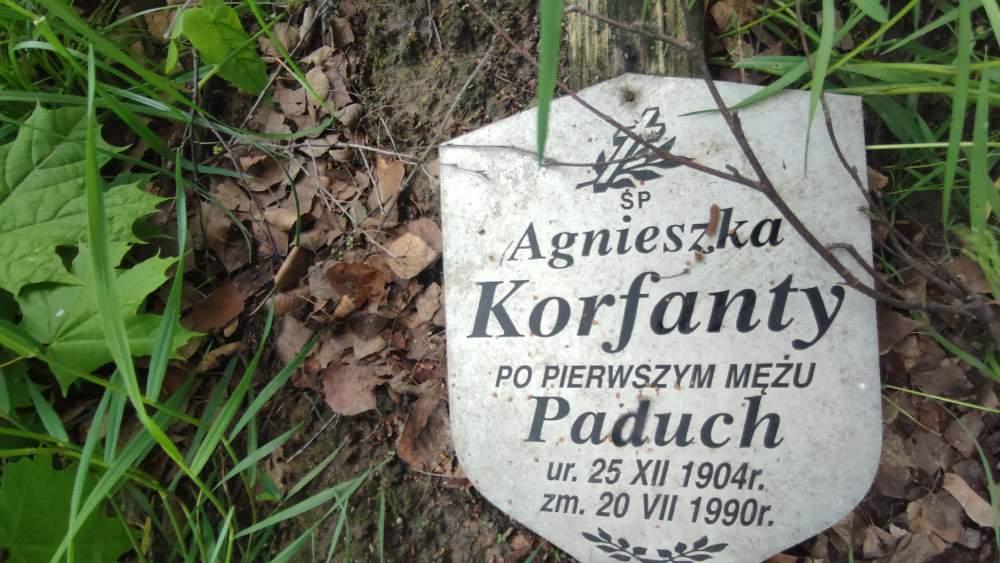 ŚP
Agnieszka
Korfanty
PO PIERWSZYM MĘŻU
Paduch
ur. 25 XII 1904r.
zm. 20 VII 1990r.